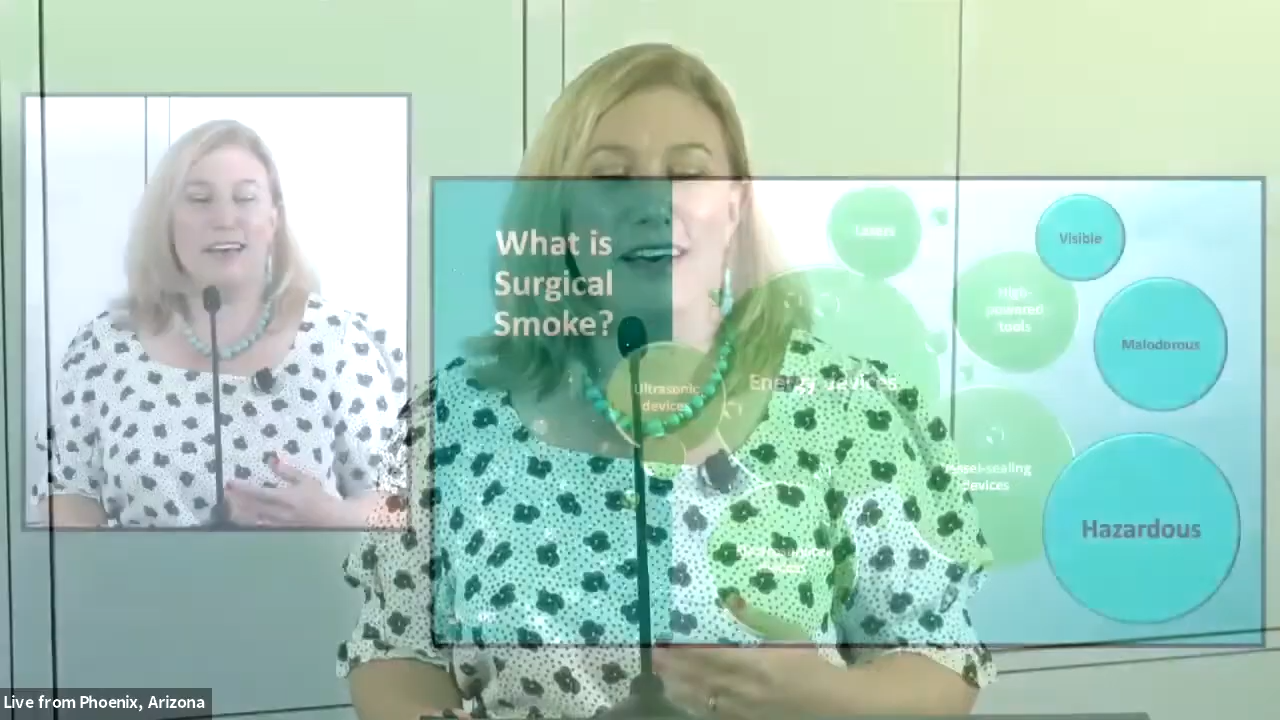 What is
Surgical
Smoke?
Ultrasonic
devices
Energy devices
Lasers
High-
powered
tools
Vessel-sealing
devices
Visible
Malodorous
Hazardous
Live from Phoenix, Arizona